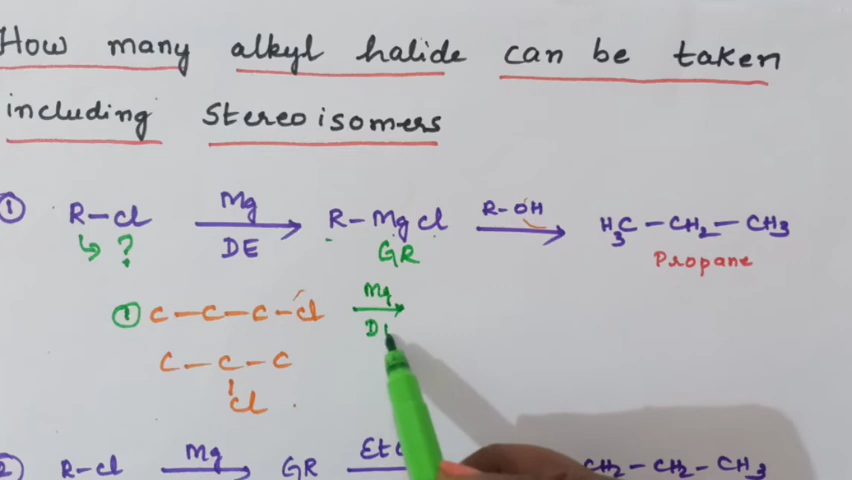 How many alkyl halide can be taken
including Stereoisomers
① R-Cl Mg DE R-MgCl R-OH H3C-CH2-CH3
? GR Propane
① C-C-C-Cl Mg D
C-C-C
Cl
② R-Cl Mg GR Et CH2-CH2-CH3